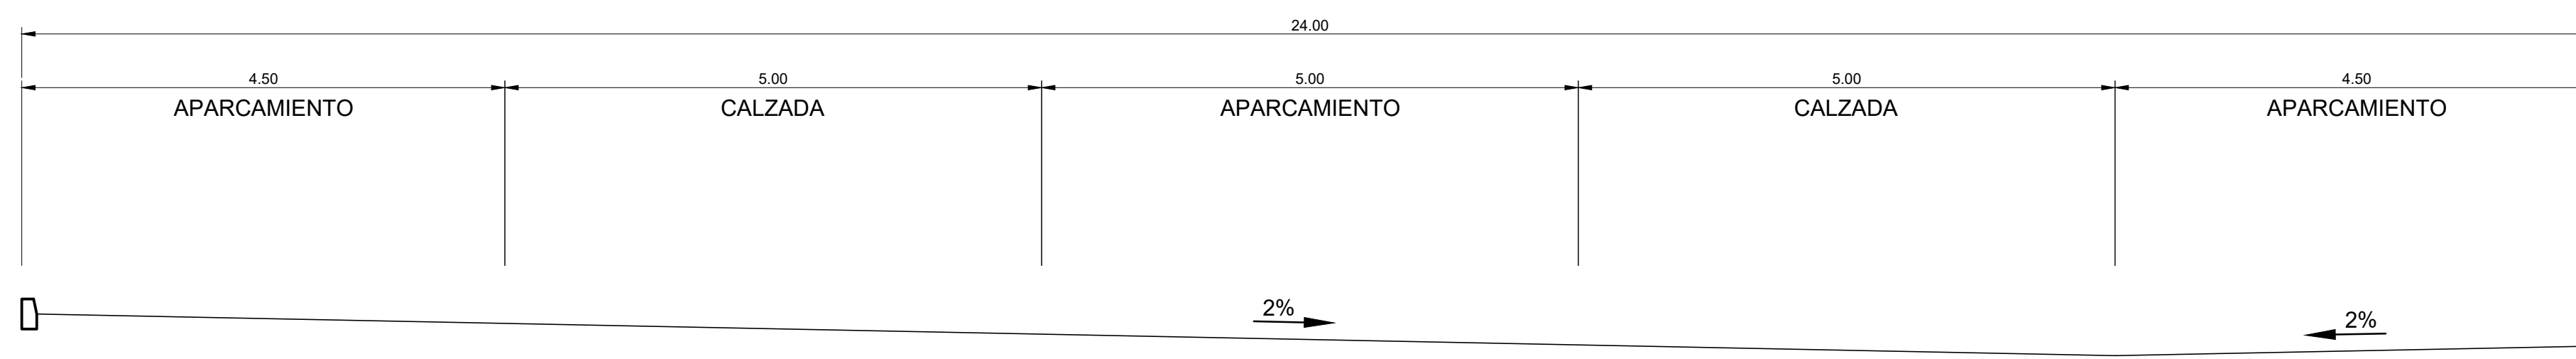 24.00
4.50 5.00 5.00 5.00 4.50
APARCAMIENTO CALZADA APARCAMIENTO CALZADA APARCAMIENTO
2% 2%